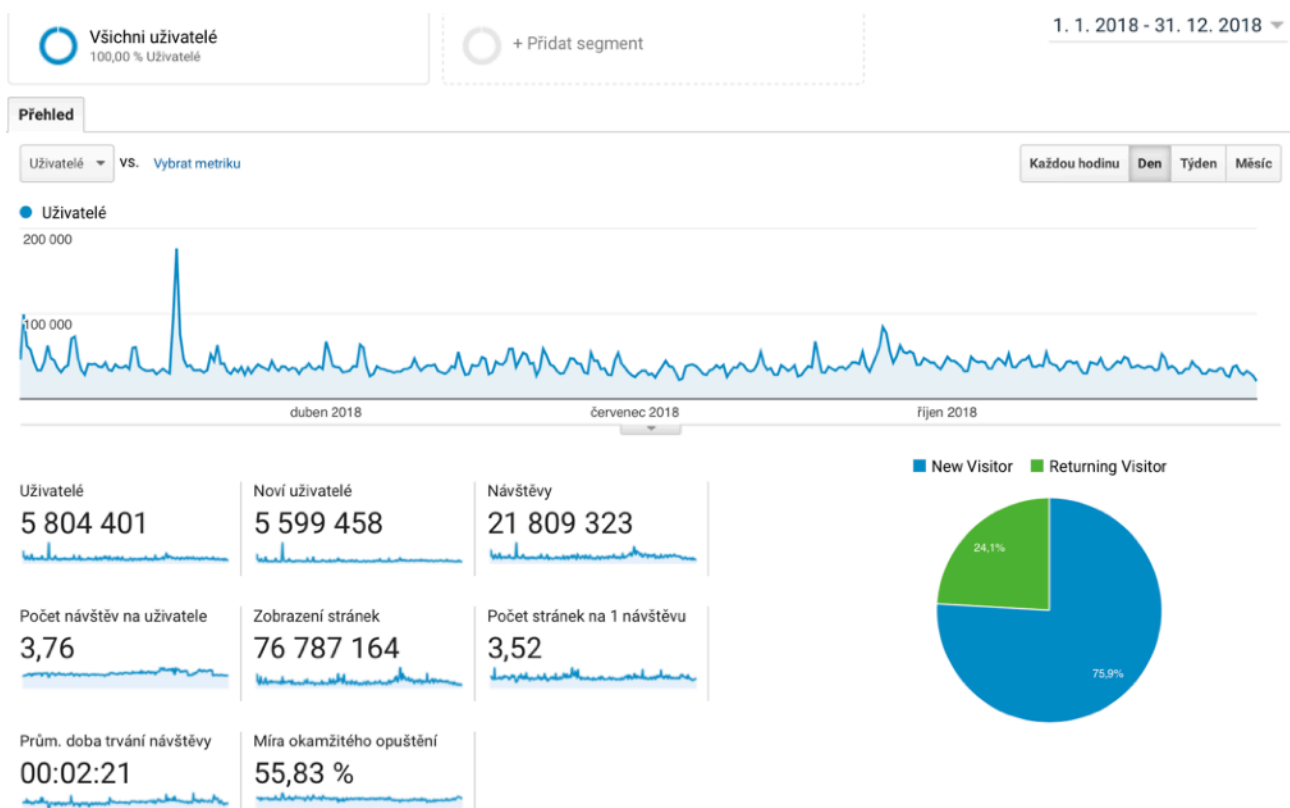 Všichni uživatelé
100,00 % Uživatelé
+ Přidat segment
1. 1. 2018 - 31. 12. 2018
Přehled
Uživatelé VS. Vybrat metriku
Každou hodinu Den Týden Měsíc
Uživatelé
200 000
100 000
duben 2018 červenec 2018 říjen 2018
New Visitor Returning Visitor
Uživatelé Noví uživatelé Návštěvy
5 804 401 5 599 458 21 809 323
24,1%
Počet návštěv na uživatele Zobrazení stránek Počet stránek na 1 návštěvu
3,76 76 787 164 3,52
75,9%
Prům. doba trvání návštěvy Míra okamžitého opuštění
00:02:21 55,83 %